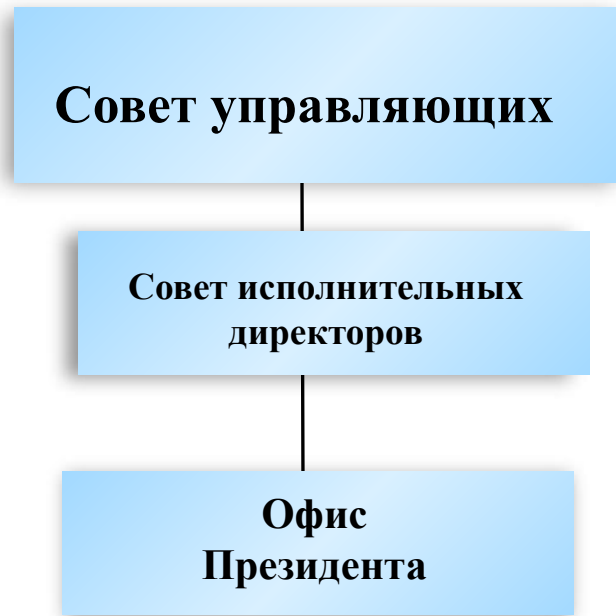 Совет управляющих
Совет исполнительных
директоров
Офис
Президента